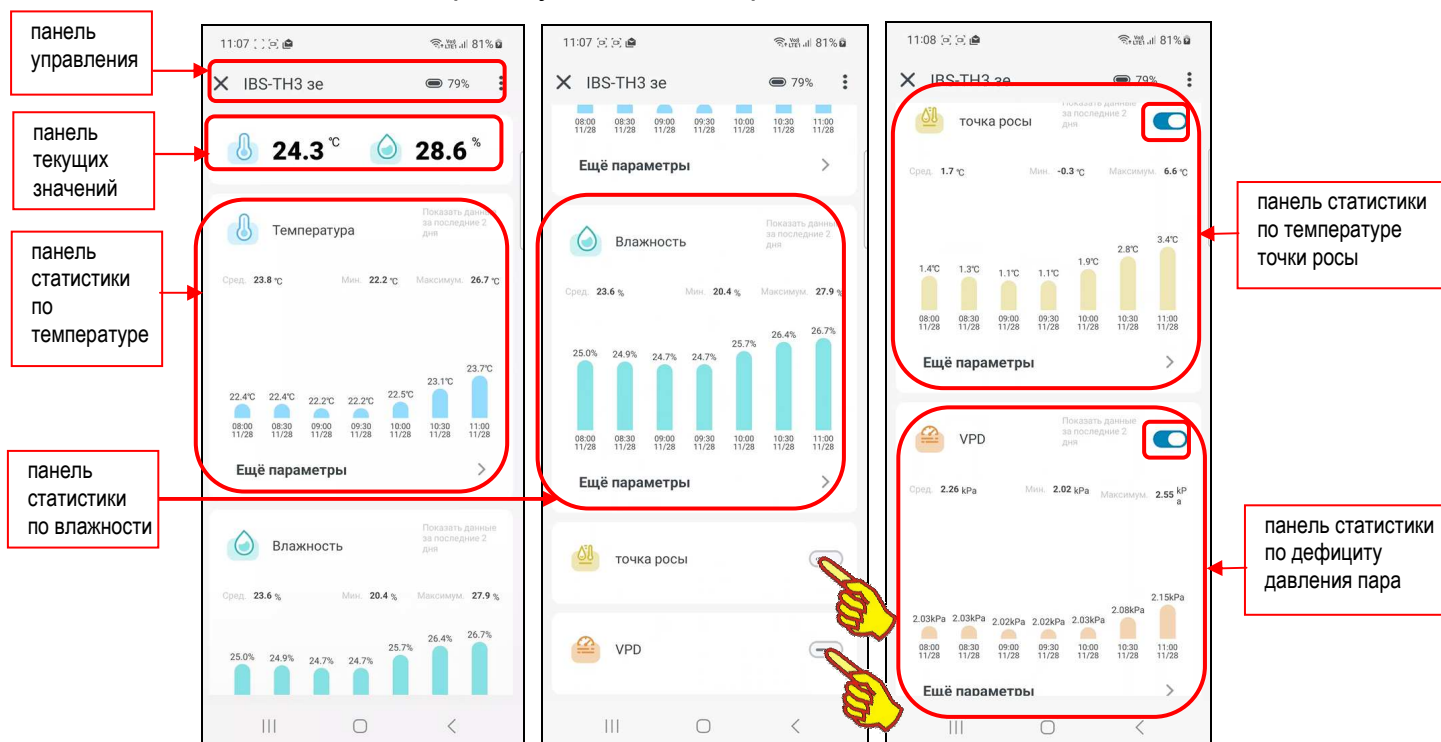 панель
управления
панель
текущих
значений
панель
статистики
по
температуре
панель
статистики
по влажности
11:07
81%
IBS-TH3 зе
79%
24.3 ℃
28.6 %
Температура
Показать данные
за последние 2
дня
Сред. 23.8 ℃
Мин. 22.2 ℃
Максимум. 26.7 ℃
22.4℃ 22.4℃ 22.2℃ 22.2℃ 22.5℃ 23.1℃ 23.7℃
08:00 08:30 09:00 09:30 10:00 10:30 11:00
11/28 11/28 11/28 11/28 11/28 11/28 11/28
Ещё параметры
Влажность
Показать данные
за последние 2
дня
Сред. 23.6 %
Мин. 20.4 %
Максимум. 27.9 %
25.0% 24.9% 24.7% 24.7% 25.7% 26.4% 26.7%
11:07
81%
IBS-TH3 зе
79%
08:00 08:30 09:00 09:30 10:00 10:30 11:00
11/28 11/28 11/28 11/28 11/28 11/28 11/28
Ещё параметры
Влажность
Показать данные
за последние 2
дня
Сред. 23.6 %
Мин. 20.4 %
Максимум. 27.9 %
25.0% 24.9% 24.7% 24.7% 25.7% 26.4% 26.7%
08:00 08:30 09:00 09:30 10:00 10:30 11:00
11/28 11/28 11/28 11/28 11/28 11/28 11/28
Ещё параметры
точка росы
VPD
11:08
81%
IBS-TH3 зе
79%
точка росы
Показать данные
за последние 2
дня
Сред. 1.7 ℃
Мин. -0.3 ℃
Максимум. 6.6 ℃
1.4℃ 1.3℃ 1.1℃ 1.1℃ 1.9℃ 2.8℃ 3.4℃
08:00 08:30 09:00 09:30 10:00 10:30 11:00
11/28 11/28 11/28 11/28 11/28 11/28 11/28
Ещё параметры
VPD
Показать данные
за последние 2
дня
Сред. 2.26 kPa
Мин. 2.02 kPa
Максимум. 2.55 kP
a
2.03kPa 2.03kPa 2.02kPa 2.02kPa 2.03kPa 2.08kPa 2.15kPa
08:00 08:30 09:00 09:30 10:00 10:30 11:00
11/28 11/28 11/28 11/28 11/28 11/28 11/28
Ещё параметры
панель статистики
по температуре
точки росы
панель статистики
по дефициту
давления пара